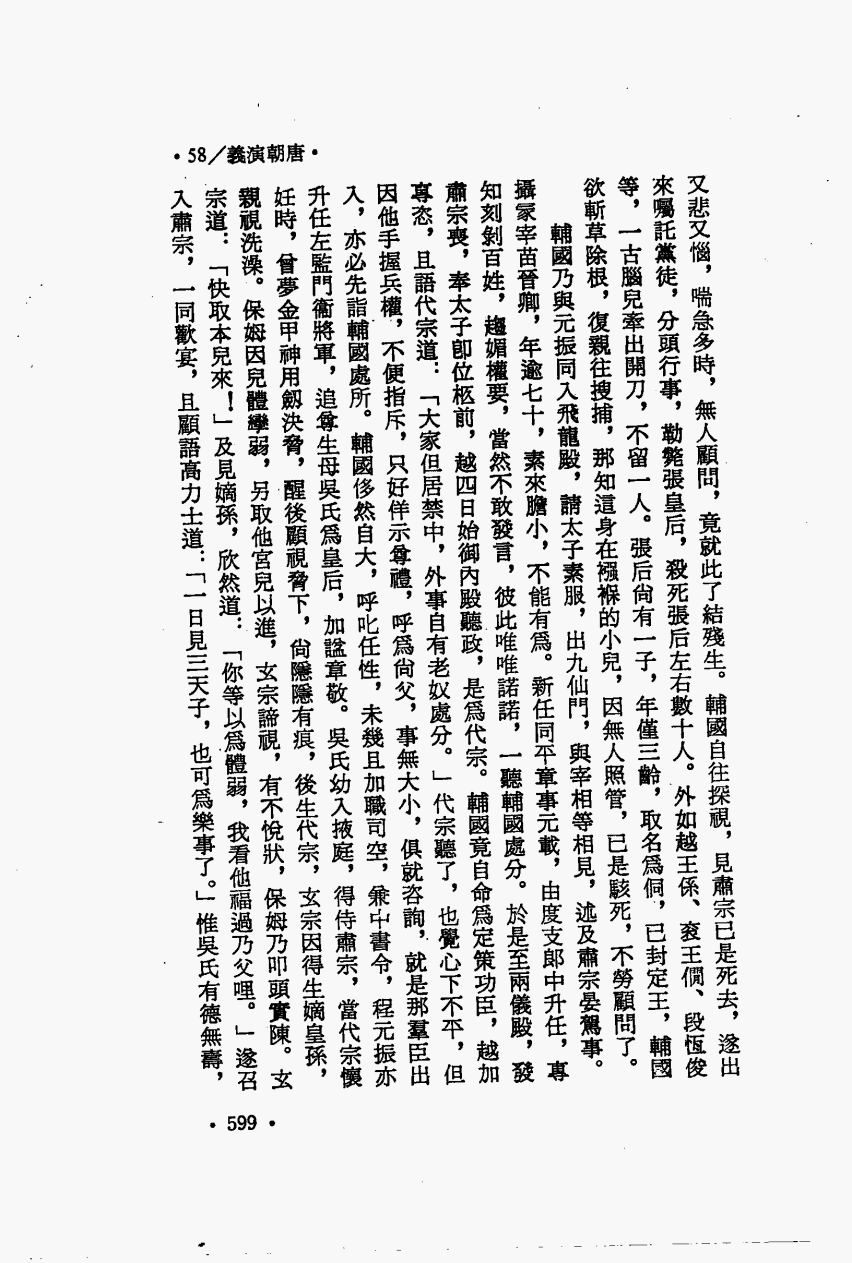 •58/義演朝唐•
又悲又惱，喘急多時，無人顧問，竟就此了結殘生。輔國自往探視，見肅宗已是死去，遂出
來囑託黨徒，分頭行事，勒斃張皇后，殺死張后左右數十人。外如越王係、兗王僩、段恆俊
等，一古腦兒牽出開刀，不留一人。張后尙有一子，年僅三齡，取名爲侗，已封定王，輔國
欲斬草除根，復親往搜捕，那知這身在襁褓的小兒，因無人照管，已是駭死，不勞顧問了。
輔國乃與元振同入飛龍殿，請太子素服，出九仙門，與宰相等相見，述及肅宗晏駕事。
攝冢宰苗晉卿，年逾七十，素來膽小，不能有爲。新任同平章事元載，由度支郎中升任，專
知刻剝百姓，趨媚權要，當然不敢發言，彼此唯唯諾諾，一聽輔國處分。於是至兩儀殿，發
肅宗喪，奉太子卽位柩前，越四日始御內殿聽政，是爲代宗。輔國竟自命爲定策功臣，越加
專恣，且語代宗道：「大家但居禁中，外事自有老奴處分。」代宗聽了，也覺心下不平，但
因他手握兵權，不便指斥，只好佯示尊禮，呼爲尙父，事無大小，俱就咨詢，就是那羣臣出
入，亦必先詣輔國處所。輔國侈然自大，呼叱任性，未幾且加職司空，兼中書令，程元振亦
升任左監門衞將軍，追尊生母吳氏爲皇后，加諡章敬。吳氏幼入掖庭，得侍肅宗，當代宗懷
妊時，曾夢金甲神用劔決脅，醒後顧視脅下，尙隱隱有痕，後生代宗，玄宗因得生嫡皇孫，
親視洗澡。保姆因兒體攣弱，另取他宮兒以進，玄宗諦視，有不悅狀，保姆乃叩頭實陳。玄
宗道：「快取本兒來！」及見嫡孫，欣然道：「你等以爲體弱，我看他福過乃父哩。」遂召
入肅宗，一同歡宴，且顧語高力士道：「一日見三天子，也可爲樂事了。」惟吳氏有德無壽，
•599•